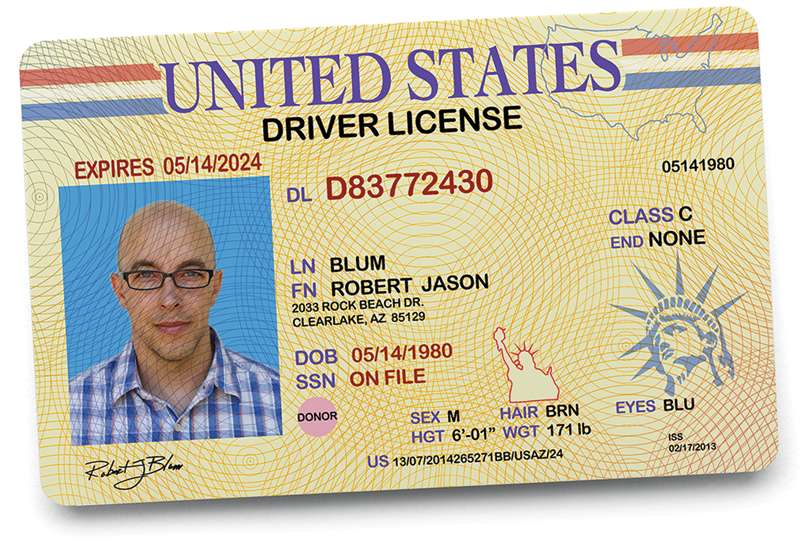 UNITED STATES
DRIVER LICENSE
EXPIRES 05/14/2024
DL D83772430
05141980
CLASS C
END NONE
LN BLUM
FN ROBERT JASON
2033 ROCK BEACH DR.
CLEARLAKE, AZ 85129
DOB 05/14/1980
SSN ON FILE
DONOR
SEX M HAIR BRN EYES BLU
HGT 6'-01" WGT 171 lb
ISS
02/17/2013
US 13/07/2014265271BB/USAZ/24
Robert J Blum